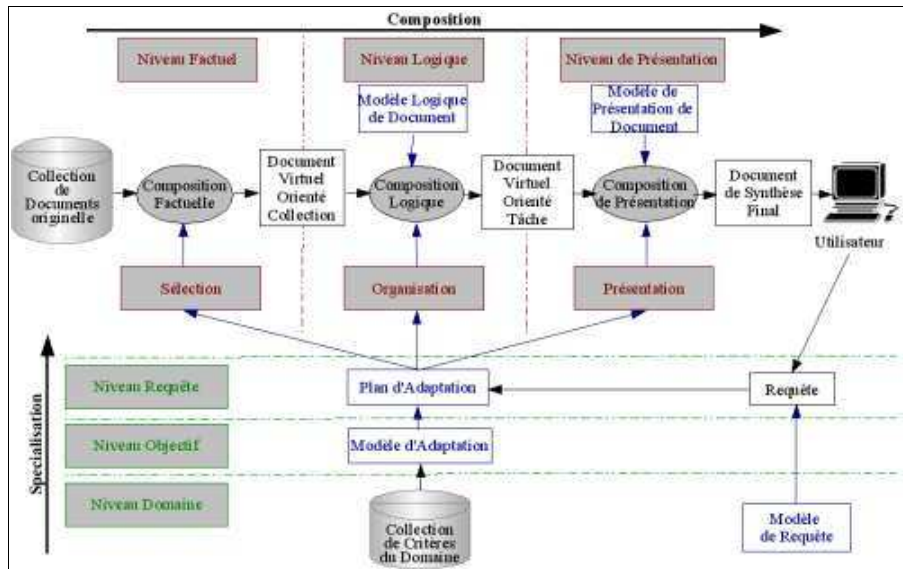 Composition
Niveau Factuel
Niveau Logique
Niveau de Présentation
Modèle Logique
de Document
Modèle de
Présentation de
Document
Collection
de
Documents
originelle
Composition
Factuelle
Document
Virtuel
Orienté
Collection
Composition
Logique
Document
Virtuel
Orienté
Tâche
Composition
de Présentation
Document
de Synthèse
Final
Utilisateur
Sélection
Organisation
Présentation
Specialisation
Niveau Requête
Plan d'Adaptation
Requête
Niveau Objectif
Modèle d'Adaptation
Niveau Domaine
Collection
de Critères
du Domaine
Modèle
de Requête